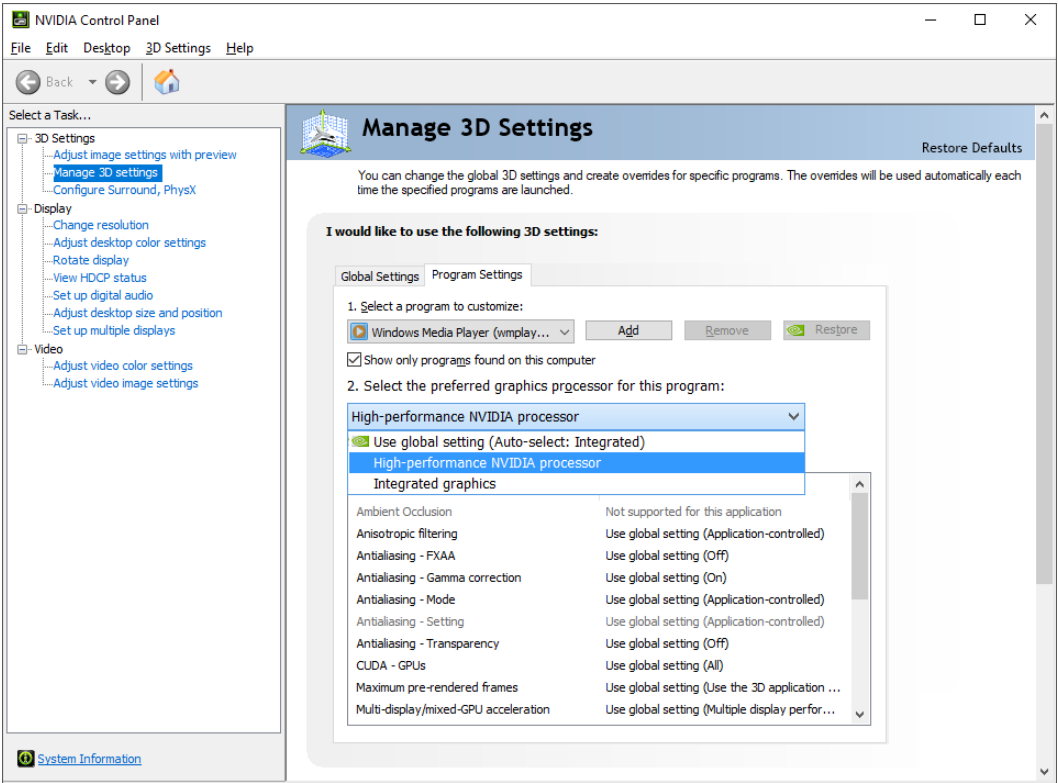 NVIDIA Control Panel
File Edit Desktop 3D Settings Help
Back
Select a Task...
3D Settings
Adjust image settings with preview
Manage 3D settings
Configure Surround, PhysX
Display
Change resolution
Adjust desktop color settings
Rotate display
View HDCP status
Set up digital audio
Adjust desktop size and position
Set up multiple displays
Video
Adjust video color settings
Adjust video image settings
System Information
Manage 3D Settings
Restore Defaults
You can change the global 3D settings and create overrides for specific programs. The overrides will be used automatically each
time the specified programs are launched.
I would like to use the following 3D settings:
Global Settings Program Settings
1. Select a program to customize:
Windows Media Player (wmplay... Add Remove Restore
Show only programs found on this computer
2. Select the preferred graphics processor for this program:
High-performance NVIDIA processor
Use global setting (Auto-select: Integrated)
High-performance NVIDIA processor
Integrated graphics
Ambient Occlusion Not supported for this application
Anisotropic filtering Use global setting (Application-controlled)
Antialiasing - FXAA Use global setting (Off)
Antialiasing - Gamma correction Use global setting (On)
Antialiasing - Mode Use global setting (Application-controlled)
Antialiasing - Setting Use global setting (Application-controlled)
Antialiasing - Transparency Use global setting (Off)
CUDA - GPUs Use global setting (All)
Maximum pre-rendered frames Use global setting (Use the 3D application ...
Multi-display/mixed-GPU acceleration Use global setting (Multiple display perfor...